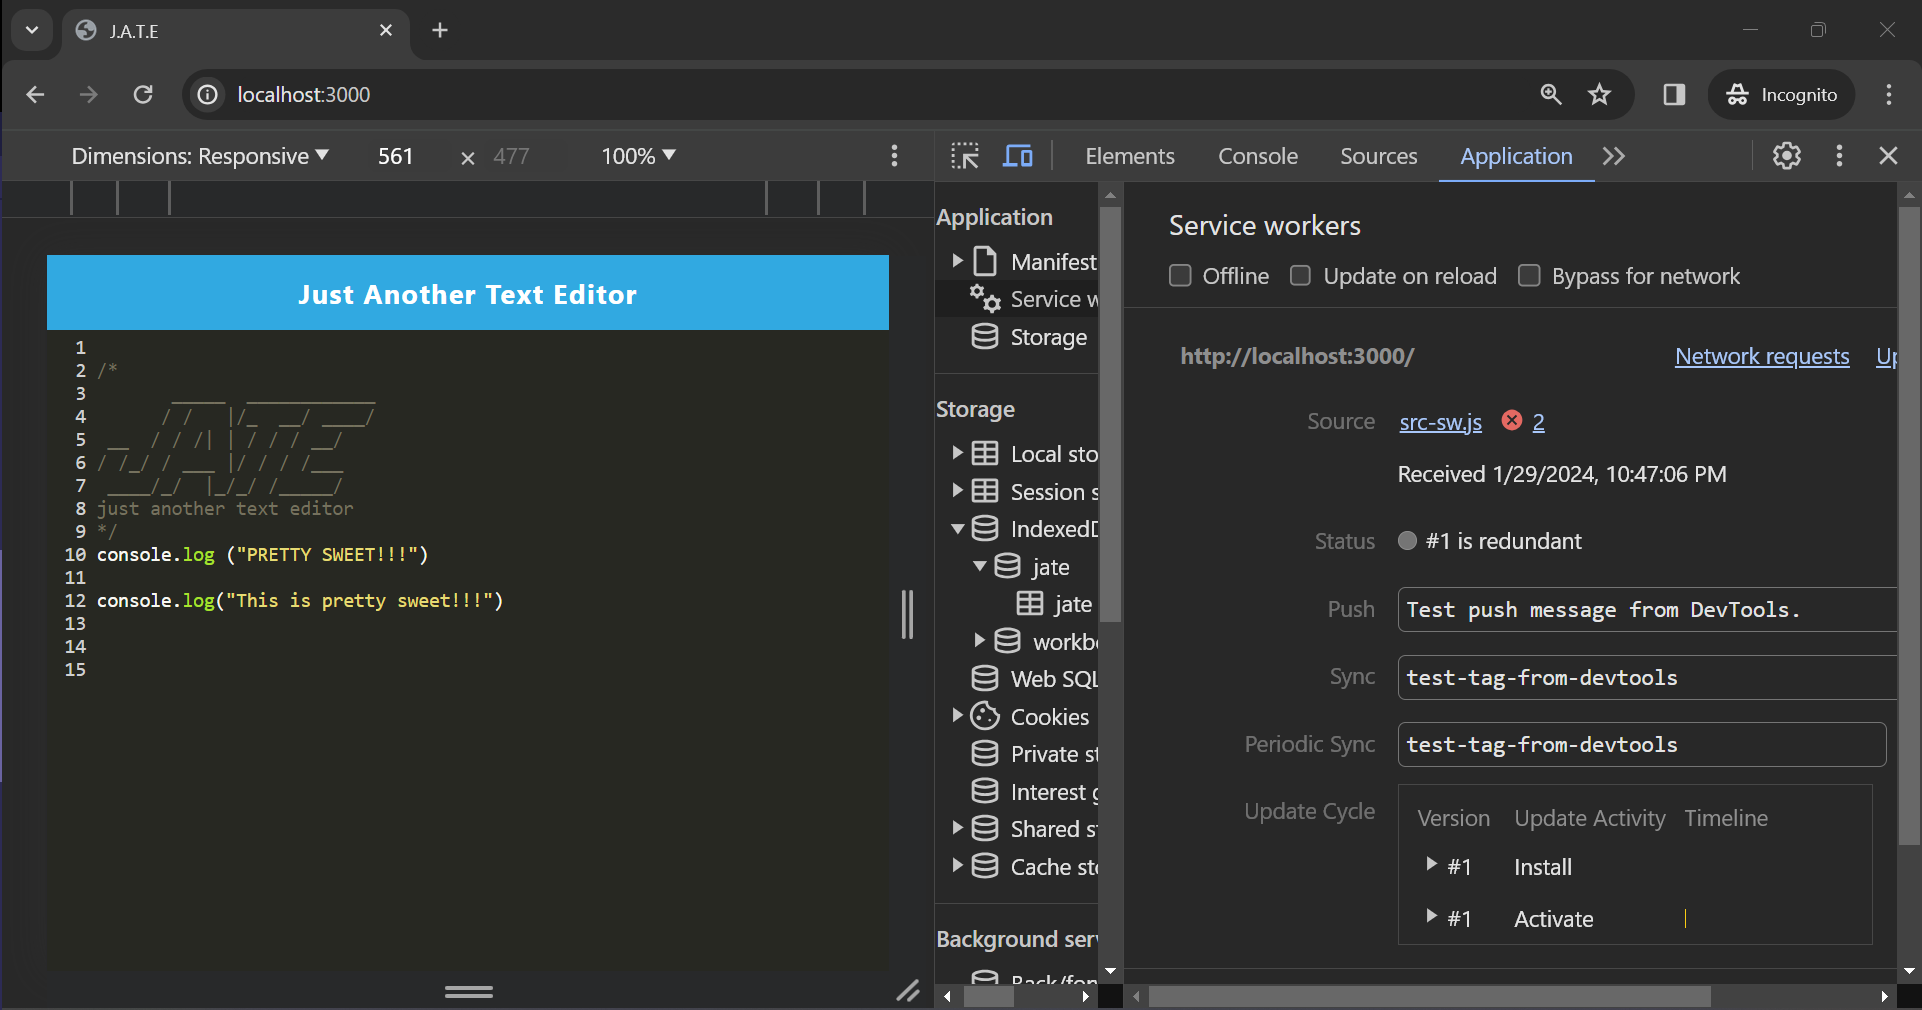 J.A.T.E
localhost:3000
Incognito
Dimensions: Responsive 561 × 477 100%
Elements Console Sources Application
Application
Manifest
Service w
Storage
Storage
Local sto
Session s
IndexedD
jate
jate
workbo
Web SQL
Cookies
Private st
Interest g
Shared st
Cache sto
Background serv
Back/for
Service workers
Offline Update on reload Bypass for network
http://localhost:3000/ Network requests Up
Source src-sw.js 2
Received 1/29/2024, 10:47:06 PM
Status #1 is redundant
Push Test push message from DevTools.
Sync test-tag-from-devtools
Periodic Sync test-tag-from-devtools
Update Cycle Version Update Activity Timeline
#1 Install
#1 Activate
Just Another Text Editor
1
2 /*
3        _____  ____________
4       / /   |/_  __/ ____/
5  __  / / /| | / / / __/
6 / /_/ / ___ |/ / / /___
7  ____/_/  |_/_/ /_____/
8 just another text editor
9 */
10 console.log ("PRETTY SWEET!!!")
11
12 console.log("This is pretty sweet!!!")
13
14
15